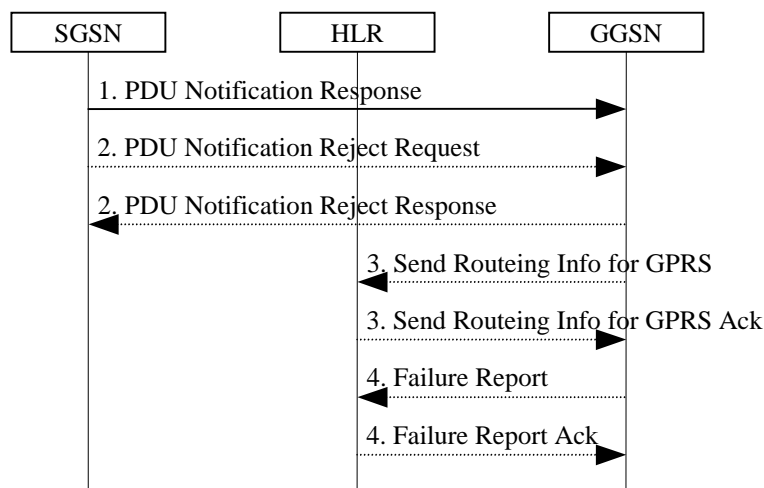 SGSN
HLR
GGSN
1. PDU Notification Response
2. PDU Notification Reject Request
2. PDU Notification Reject Response
3. Send Routeing Info for GPRS
3. Send Routeing Info for GPRS Ack
4. Failure Report
4. Failure Report Ack